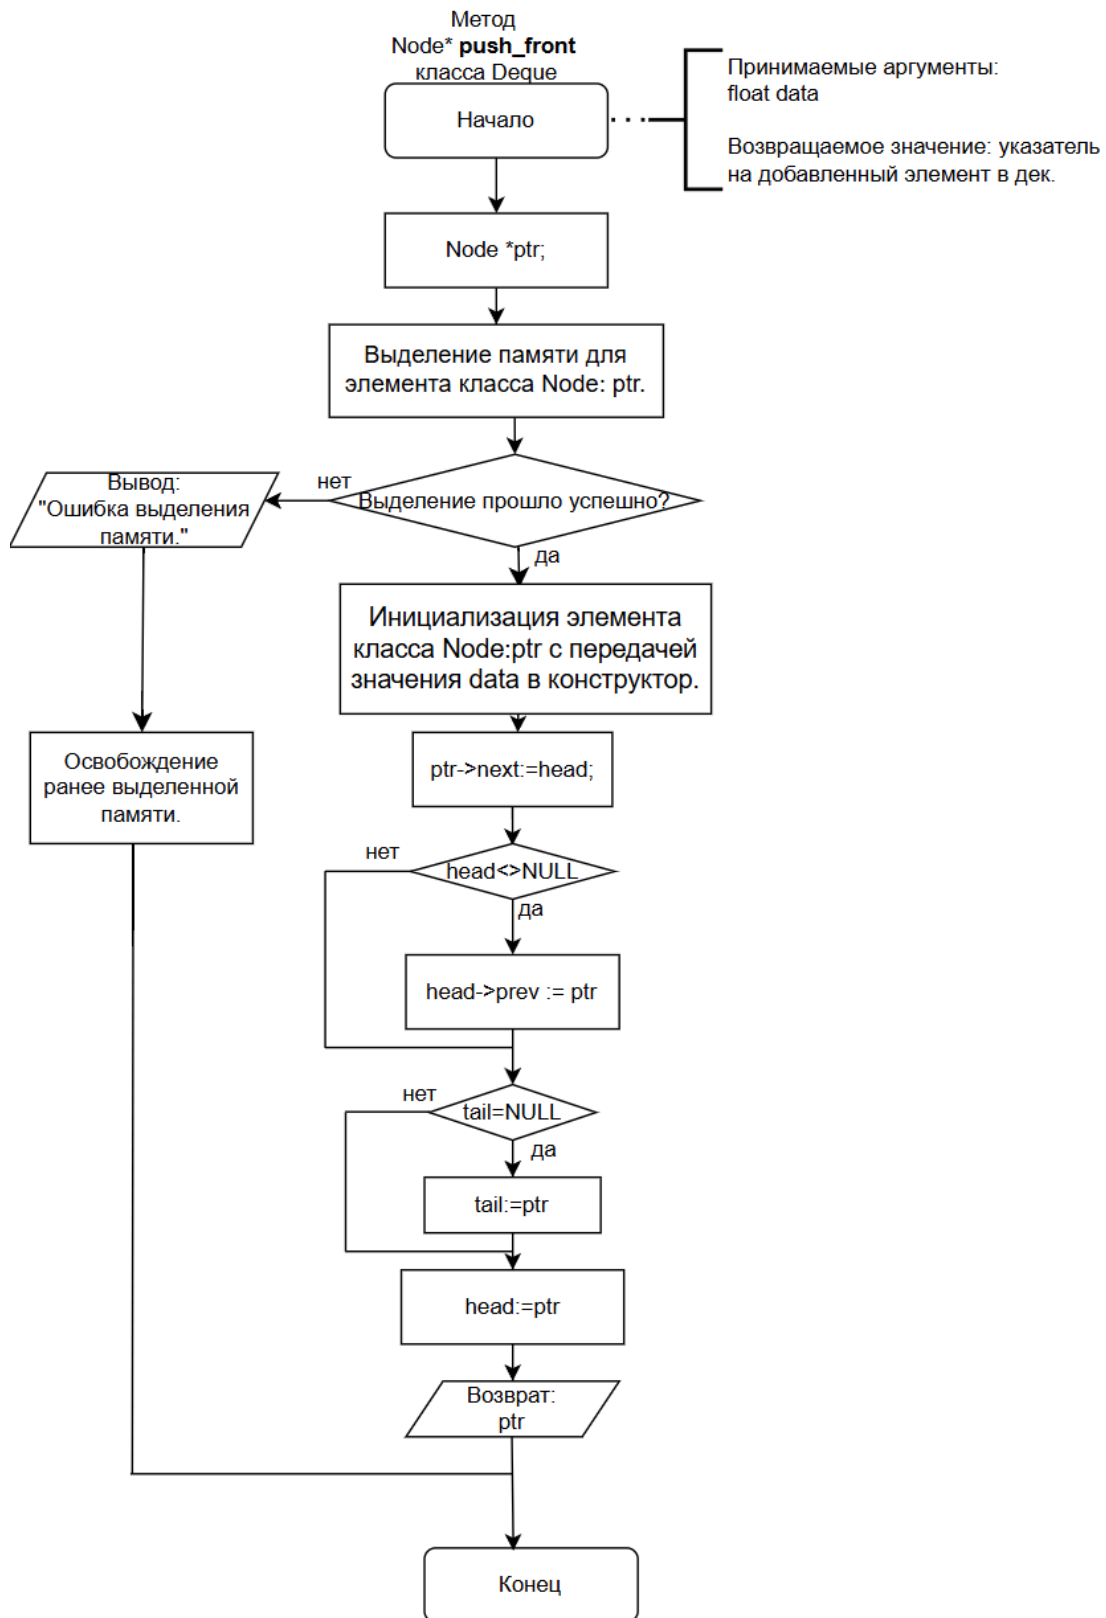 Метод
Node* push_front
класса Deque
Начало
Принимаемые аргументы:
float data
Возвращаемое значение: указатель
на добавленный элемент в дек.
Node *ptr;
Выделение памяти для
элемента класса Node: ptr.
Выделение прошло успешно?
нет
Вывод:
"Ошибка выделения
памяти."
да
Инициализация элемента
класса Node:ptr с передачей
значения data в конструктор.
Освобождение
ранее выделенной
памяти.
ptr->next:=head;
нет
head<>NULL
да
head->prev := ptr
нет
tail=NULL
да
tail:=ptr
head:=ptr
Возврат:
ptr
Конец